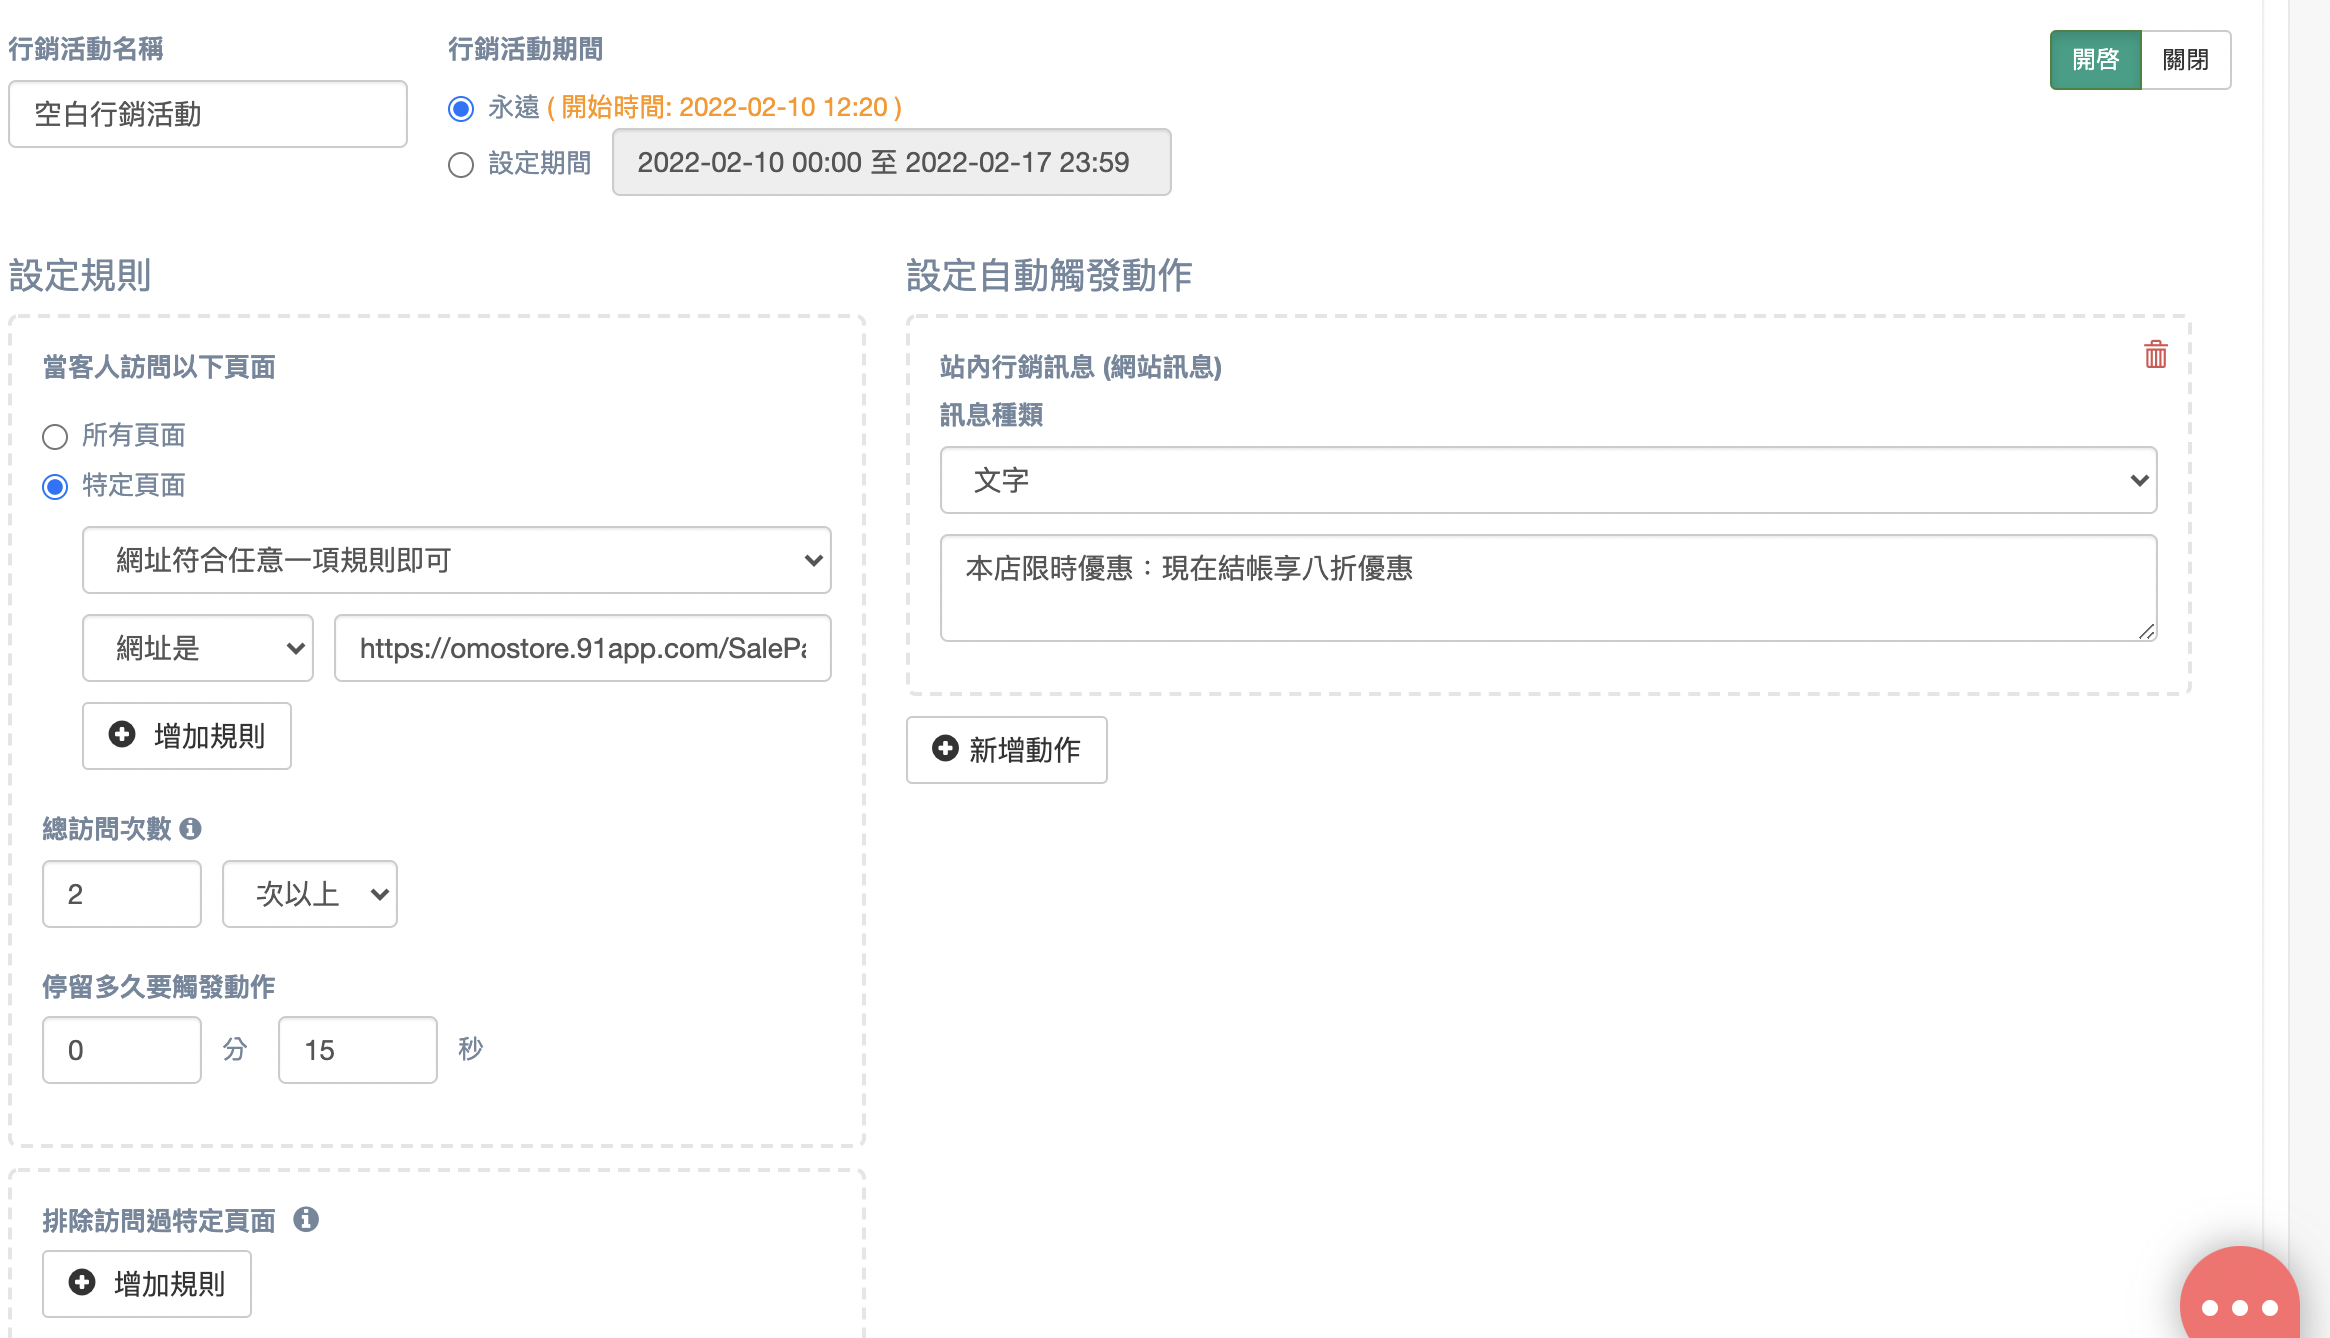 行銷活動名稱
空白行銷活動
行銷活動期間
永遠 ( 開始時間: 2022-02-10 12:20 )
設定期間 2022-02-10 00:00 至 2022-02-17 23:59
開啓 關閉
設定規則
當客人訪問以下頁面
所有頁面
特定頁面
網址符合任意一項規則即可
網址是 https://omostore.91app.com/SalePa
增加規則
總訪問次數
2 次以上
停留多久要觸發動作
0 分 15 秒
排除訪問過特定頁面
增加規則
設定自動觸發動作
站內行銷訊息 (網站訊息)
訊息種類
文字
本店限時優惠：現在結帳享八折優惠
新增動作